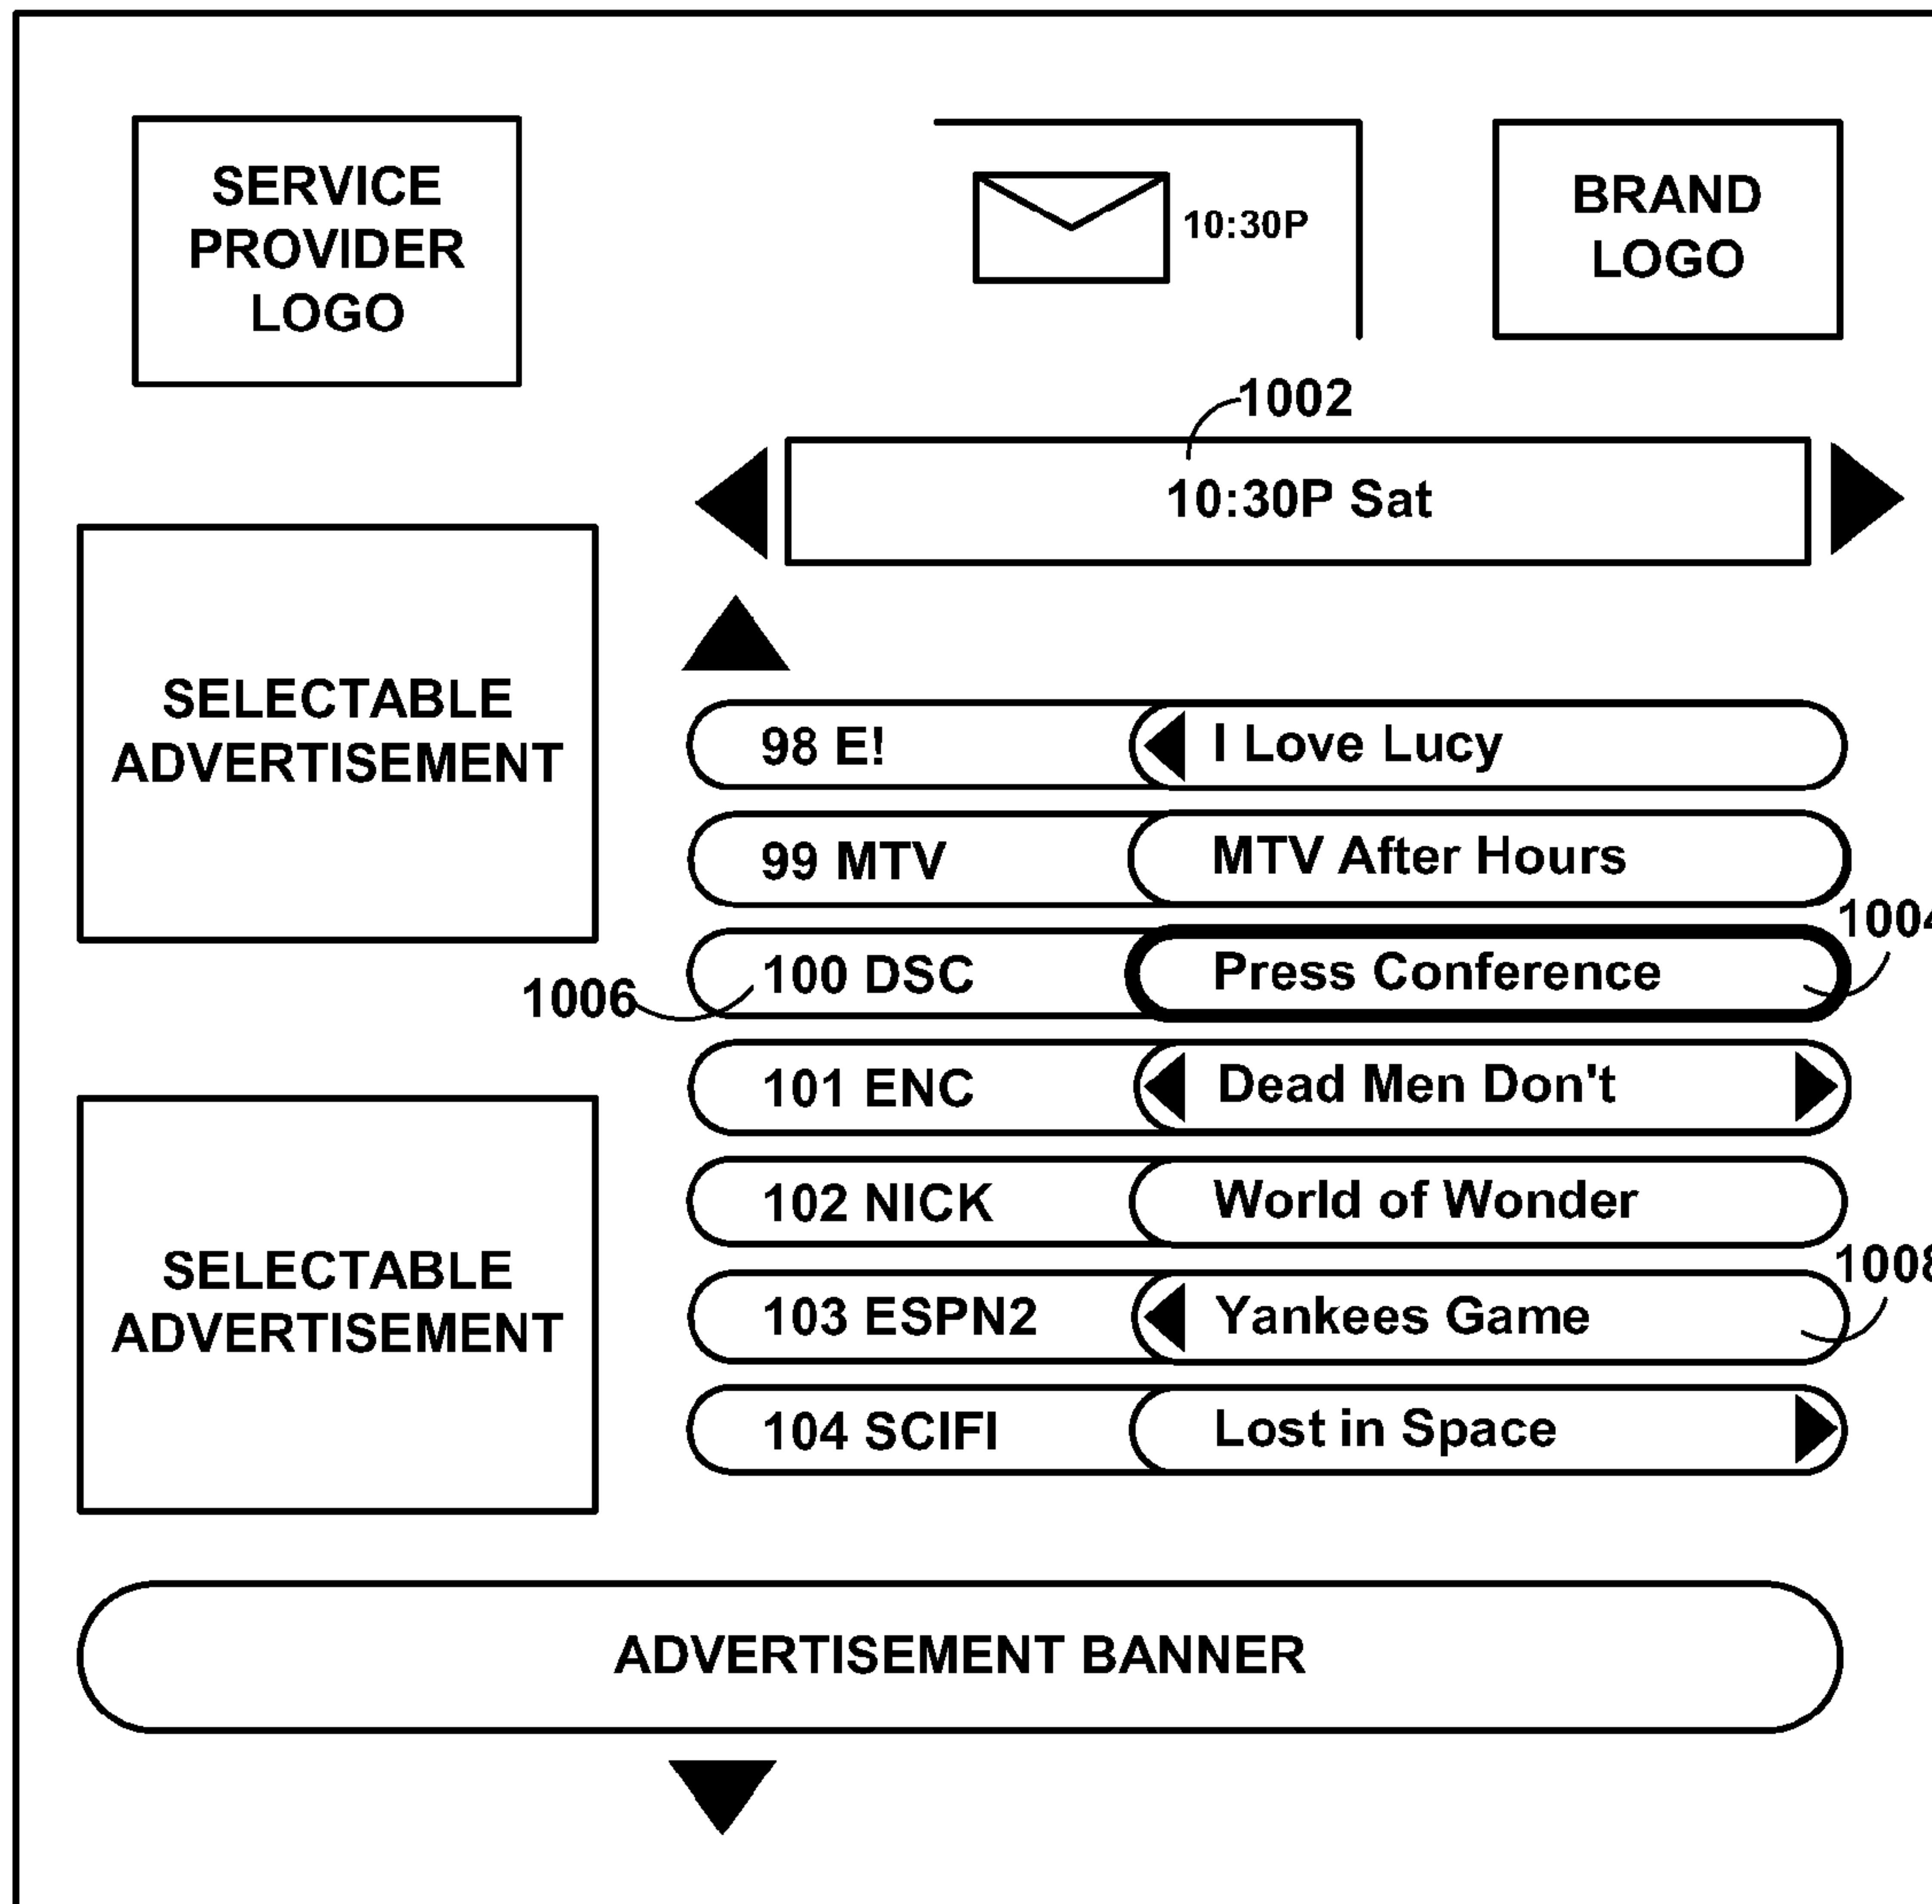 SERVICE
PROVIDER
LOGO
10:30P
BRAND
LOGO
1002
10:30P Sat
SELECTABLE
ADVERTISEMENT
98 E! I Love Lucy
99 MTV MTV After Hours
1004
100 DSC Press Conference
1006
101 ENC Dead Men Don't
SELECTABLE
ADVERTISEMENT
102 NICK World of Wonder
1008
103 ESPN2 Yankees Game
104 SCIFI Lost in Space
ADVERTISEMENT BANNER